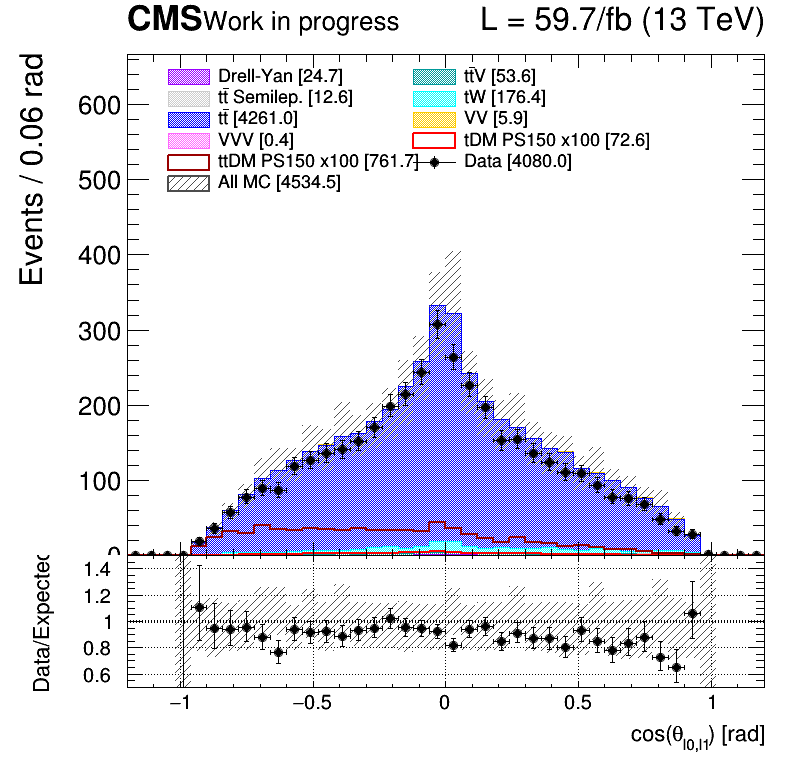 CMS Work in progress L = 59.7/fb (13 TeV)
Events / 0.06 rad
Drell-Yan [24.7] tt̄V [53.6]
tt̄ Semilep. [12.6] tW [176.4]
tt̄ [4261.0] VV [5.9]
VVV [0.4] tDM PS150 x100 [72.6]
ttDM PS150 x100 [761.7] Data [4080.0]
All MC [4534.5]
600
500
400
300
200
100
0
Data/Expected
1.4
1.2
1
0.8
0.6
−1 −0.5 0 0.5 1
cos(θl0,l1) [rad]